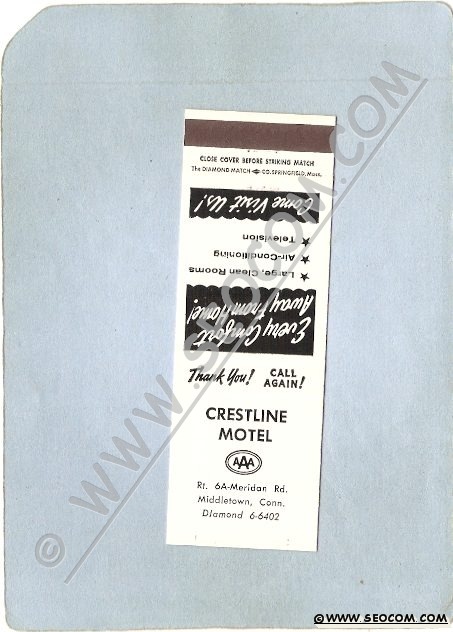 CLOSE COVER BEFORE STRIKING MATCH
The DIAMOND MATCH CO. SPRINGFIELD, Mass.
Come Visit Us!
★ Television
★ Air-Conditioning
★ Large, Clean Rooms
Every Comfort
Away From Home!
Thank You! CALL
AGAIN!
CRESTLINE
MOTEL
AAA
Rt. 6A-Meridan Rd.
Middletown, Conn.
DIamond 6-6402
© WWW.SEOCOM.COM
©WWW.SEOCOM.COM